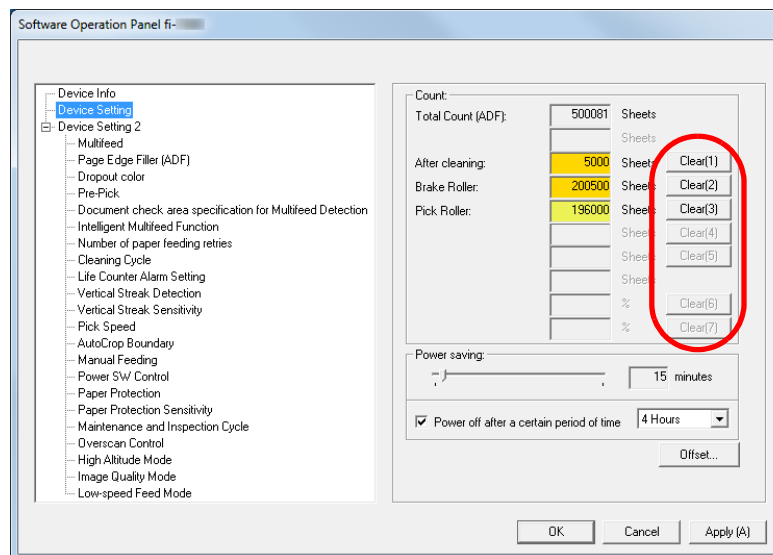 Software Operation Panel fi-
Device Info
Device Setting
Device Setting 2
Multifeed
Page Edge Filler (ADF)
Dropout color
Pre-Pick
Document check area specification for Multifeed Detection
Intelligent Multifeed Function
Number of paper feeding retries
Cleaning Cycle
Life Counter Alarm Setting
Vertical Streak Detection
Vertical Streak Sensitivity
Pick Speed
AutoCrop Boundary
Manual Feeding
Power SW Control
Paper Protection
Paper Protection Sensitivity
Maintenance and Inspection Cycle
Overscan Control
High Altitude Mode
Image Quality Mode
Low-speed Feed Mode
Count:
Total Count (ADF): 500081 Sheets
Sheets
After cleaning: 5000 Sheets Clear(1)
Brake Roller: 200500 Sheets Clear(2)
Pick Roller: 196000 Sheets Clear(3)
Sheets Clear(4)
Sheets Clear(5)
Sheets
% Clear(6)
% Clear(7)
Power saving:
15 minutes
Power off after a certain period of time 4 Hours
Offset...
OK Cancel Apply (A)